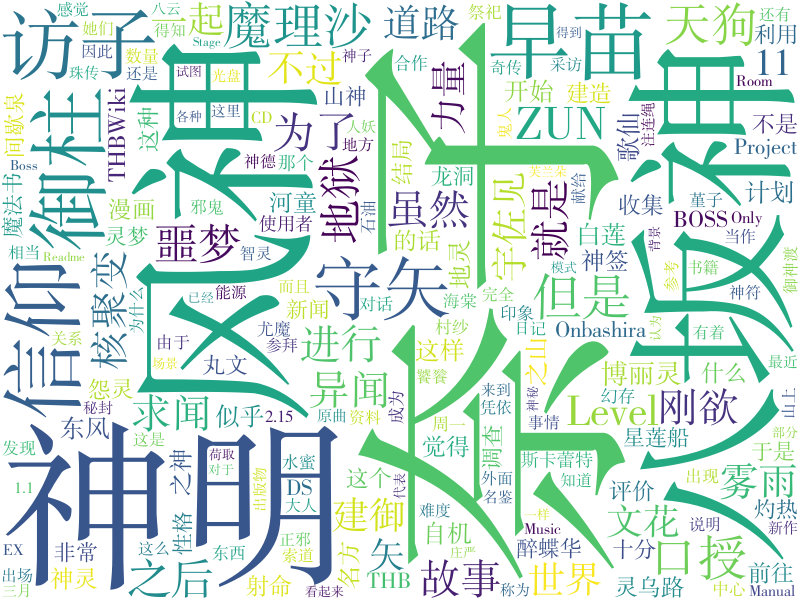 感觉
她们
八云
起
魔理沙
道路
祭祀
得到
早苗
天狗
还有
利用
访子
因此
得知
数量
还是
Stage
神子
合作
奇传
采访
11
珠传
试图
光盘
不过
力量
开始
建造
Room
注连绳
不是
间歇泉
THBWiki
这种
各种
这里
CD
山神
结局
鬼人
ZUN
歌仙
神
Project
御柱
Boss
为了
人妖
地方
龙洞
芙兰朵
献给
堇子
计划
魔法书
漫画
神德
那个
地狱
石油
虽然
宇佐见
就是
收集
BOSS
Only
柚当
邪鬼
河童
使用者
的话
白莲
背景
当作
灵梦
噩梦
智灵
地灵
神签
模式
参考
书籍
神符
御神渡
Readme
信仰
核聚变
风神
已经
能源
而且
守矢
海棠
完全
但是
认为
坂
为什么
新闻
对话
印象
日记
有着
关系
由于
尤魔
村纱
Onbashira
最近
场景
丸文
参拜
进行
这样
之山
博丽灵
什么
怨灵
异闻
饕餮
来到
凭依
神秘
幻存
山上
秘封
这是
求闻
似乎
2.15
原曲
资料
成为
周一
觉得
调查
事情
Level
刚欲
发现
东风
星莲船
于是
部分
神明
荷取
对于
水蜜
这个
外面
名鉴
斯卡蕾特
知道
评价
出现
雾雨
1.1
性格
之神
出版物
DS
大人
代表
奈
八
灼热
建御
难度
一样
文花
说明
新作
EX
非常
这么
东西
正邪
索道
名方
自机
Music
醉蝶华
十分
口授
前往
出场
三月
神灵
之后
射命
看起来
矢
THB
故事
庄严
称为
世界
灵乌路
中心
Manual